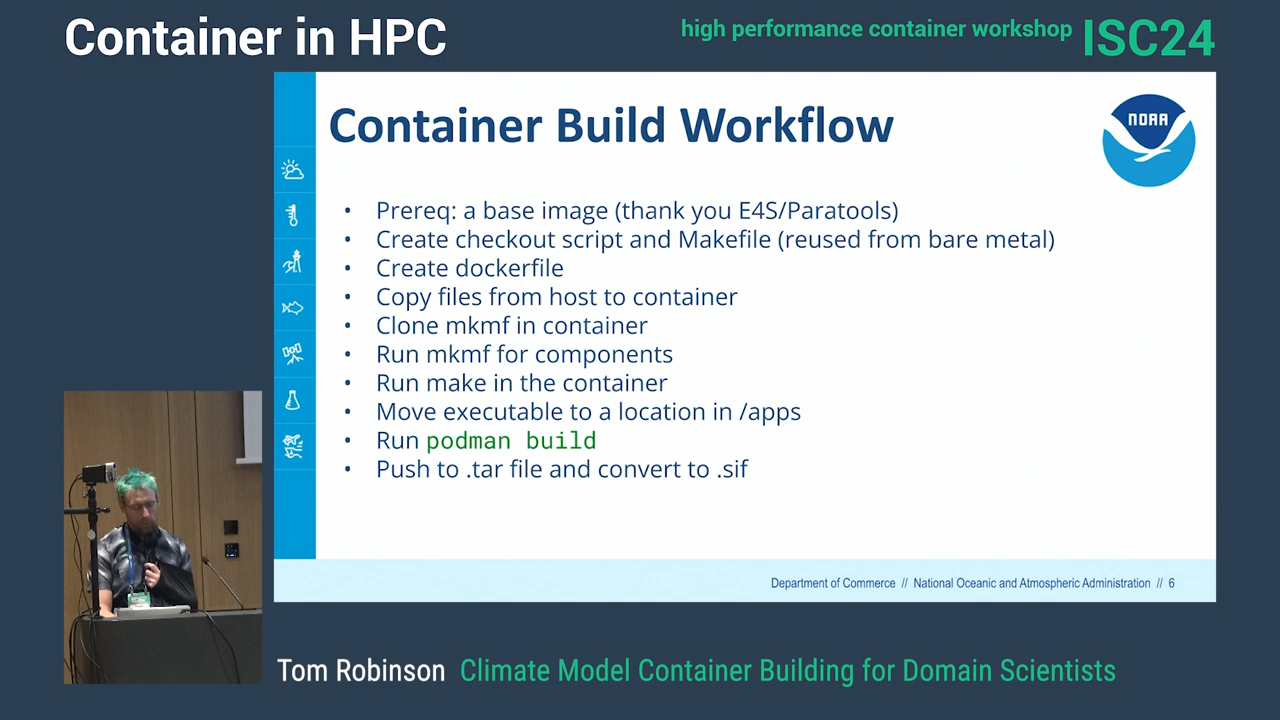 Container in HPC
high performance container workshop ISC24
Container Build Workflow
NOAA
• Prereq: a base image (thank you E4S/Paratools)
• Create checkout script and Makefile (reused from bare metal)
• Create dockerfile
• Copy files from host to container
• Clone mkmf in container
• Run mkmf for components
• Run make in the container
• Move executable to a location in /apps
• Run podman build
• Push to .tar file and convert to .sif
Department of Commerce // National Oceanic and Atmospheric Administration // 6
Tom Robinson Climate Model Container Building for Domain Scientists